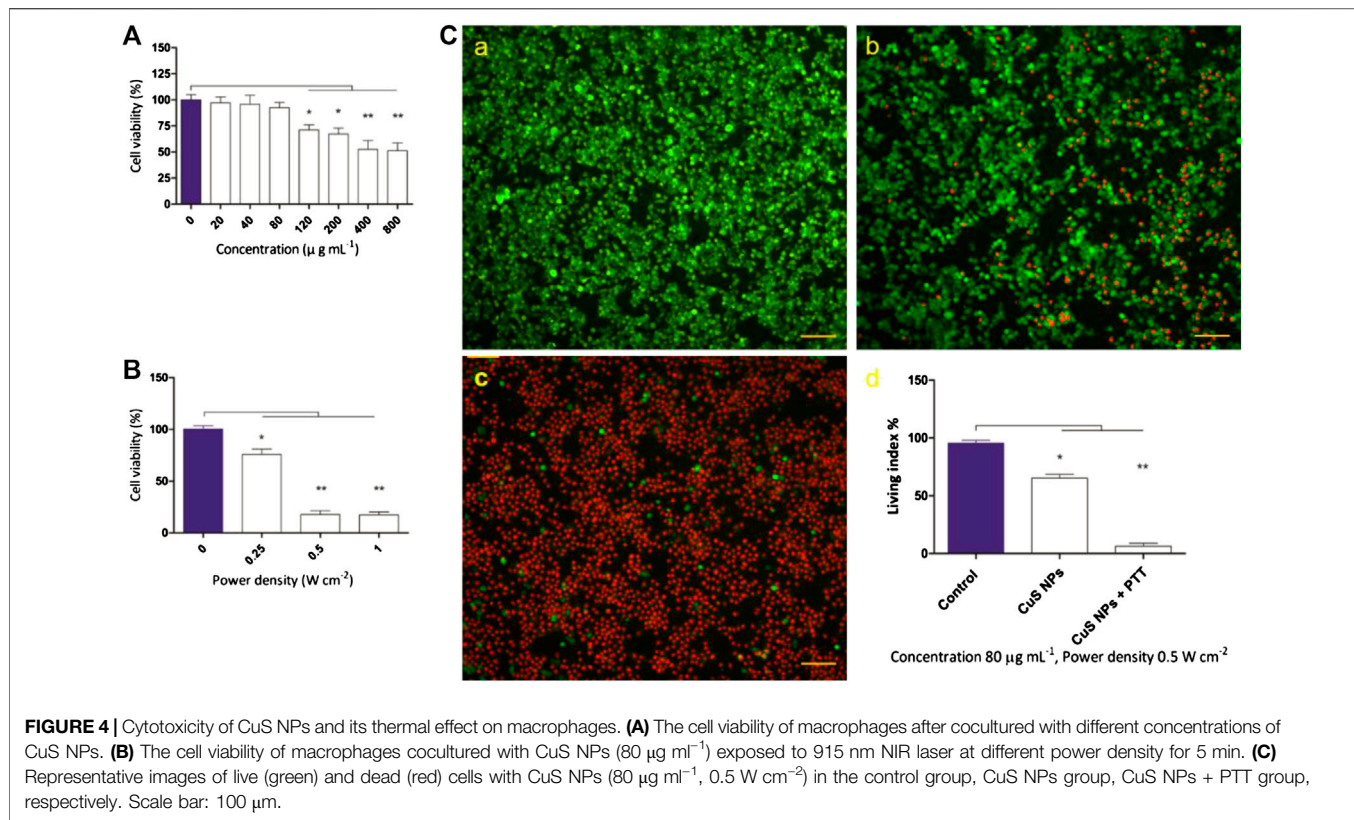 A
150
125
100
75
50
25
0
Cell viability (%)
* * ** **
0 20 40 80 120 200 400 800
Concentration (μ g mL⁻¹)
B
150
100
50
0
Cell viability (%)
* ** **
0 0.25 0.5 1
Power density (W cm⁻²)
C
a
b
c
d
150
100
50
0
Living index %
* **
Control CuS NPs CuS NPs + PTT
Concentration 80 μg mL⁻¹, Power density 0.5 W cm⁻²
FIGURE 4 | Cytotoxicity of CuS NPs and its thermal effect on macrophages. (A) The cell viability of macrophages after cocultured with different concentrations of
CuS NPs. (B) The cell viability of macrophages cocultured with CuS NPs (80 μg ml⁻¹) exposed to 915 nm NIR laser at different power density for 5 min. (C)
Representative images of live (green) and dead (red) cells with CuS NPs (80 μg ml⁻¹, 0.5 W cm⁻²) in the control group, CuS NPs group, CuS NPs + PTT group,
respectively. Scale bar: 100 μm.